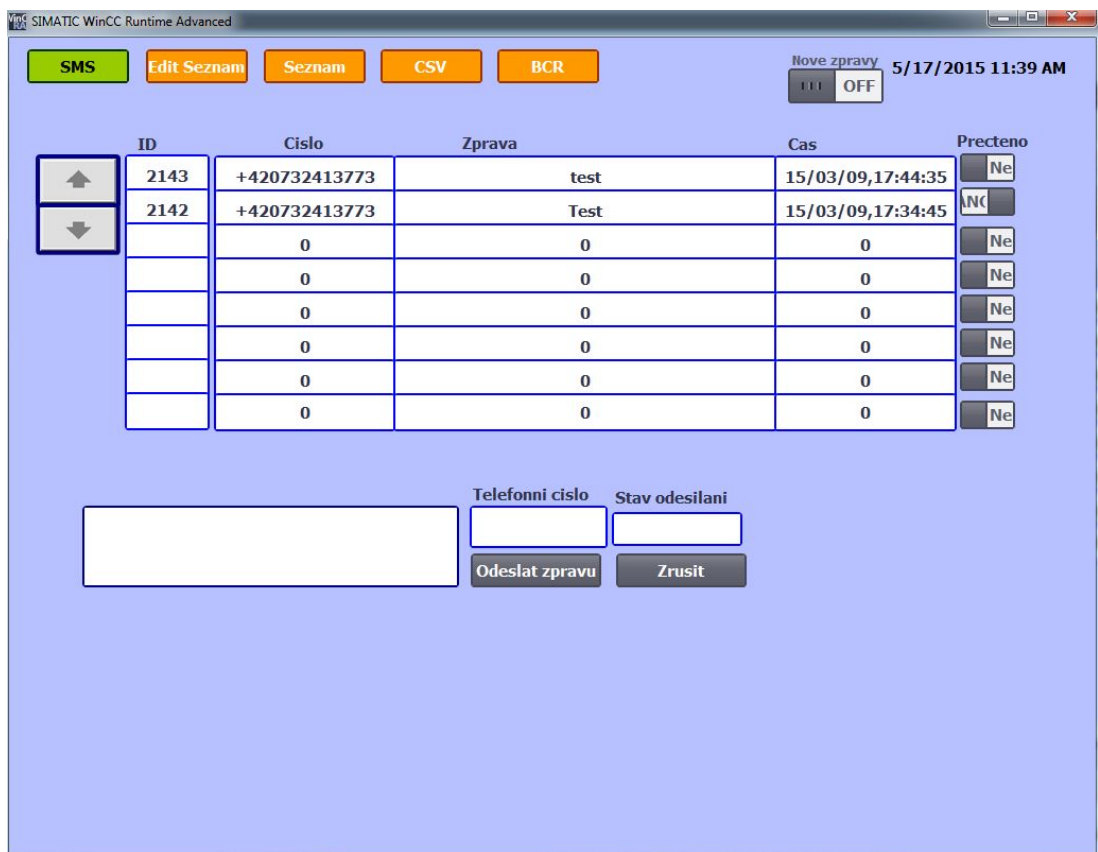 SIMATIC WinCC Runtime Advanced
SMS Edit Seznam Seznam CSV BCR Nove zpravy OFF 5/17/2015 11:39 AM
ID Cislo Zprava Cas Precteno
2143 +420732413773 test 15/03/09,17:44:35 Ne
2142 +420732413773 Test 15/03/09,17:34:45 ANO
0 0 0 Ne
0 0 0 Ne
0 0 0 Ne
0 0 0 Ne
0 0 0 Ne
0 0 0 Ne
Telefonni cislo Stav odesilani
Odeslat zpravu Zrusit